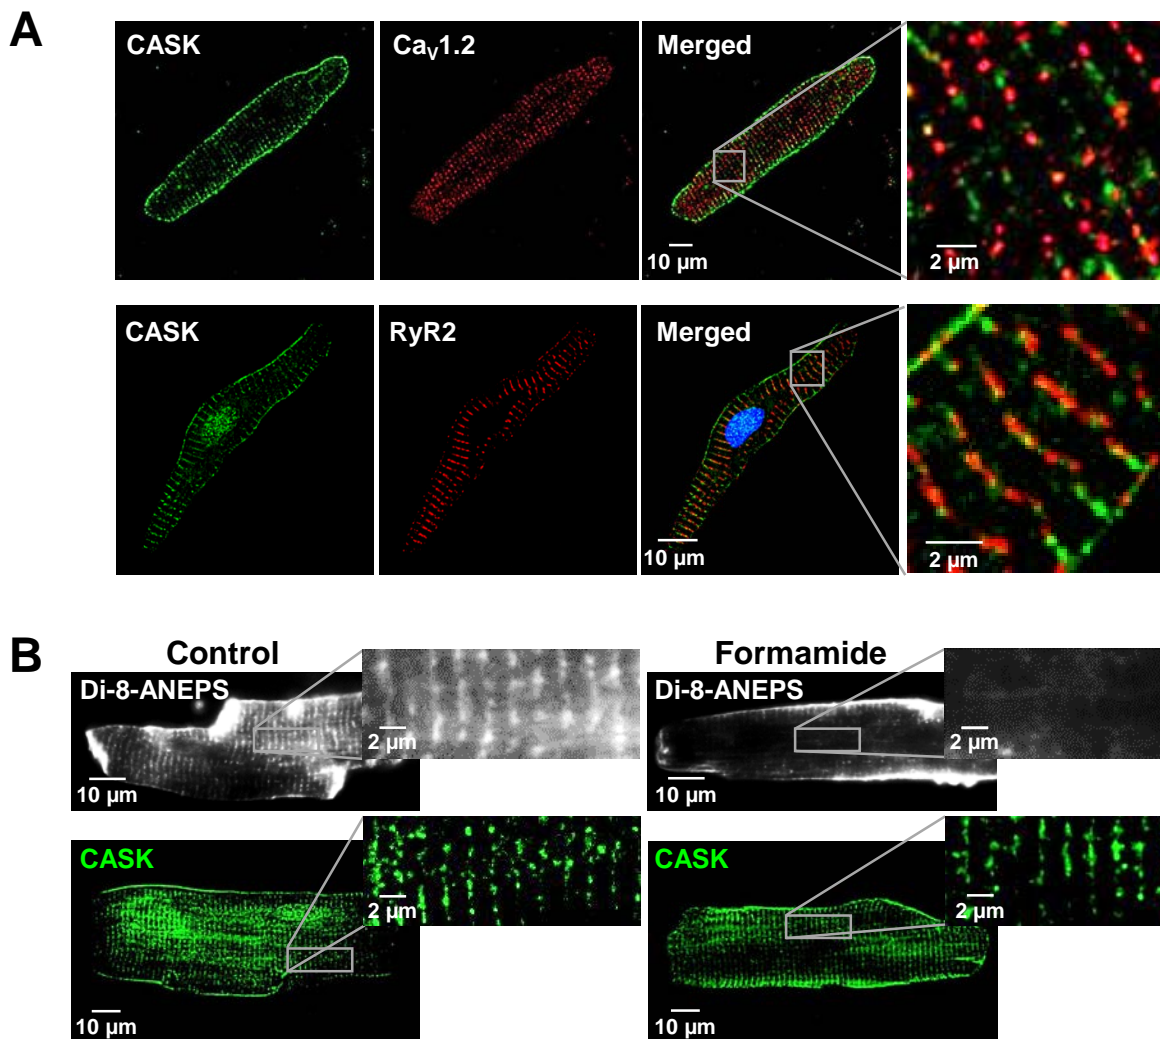 A
CASK
Caᵥ1.2
Merged
10 µm
2 µm
CASK
RyR2
Merged
10 µm
2 µm
B
Control
Formamide
Di-8-ANEPS
2 µm
10 µm
Di-8-ANEPS
2 µm
10 µm
CASK
2 µm
10 µm
CASK
2 µm
10 µm